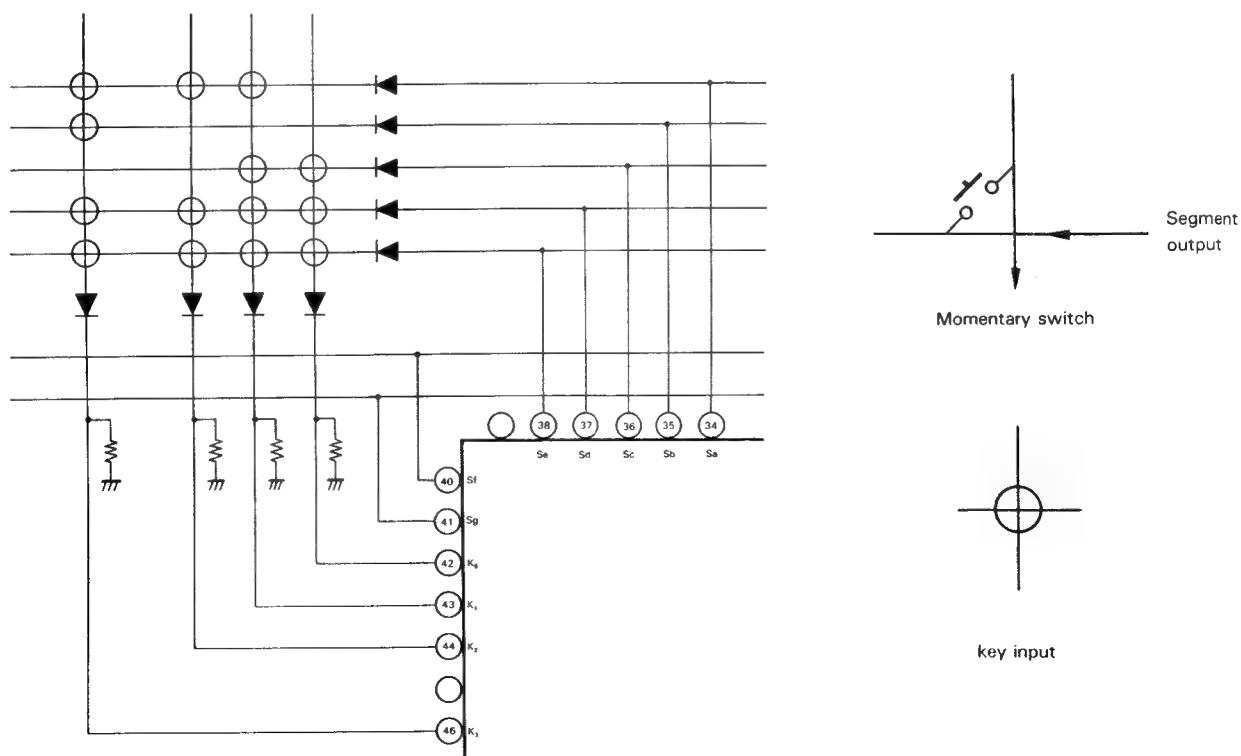 38
37
36
35
34
Se
Sd
Sc
Sb
Sa
40 Sf
41 Sg
42 K₀
43 K₁
44 K₂
46 K₃
Segment
output
Momentary switch
key input